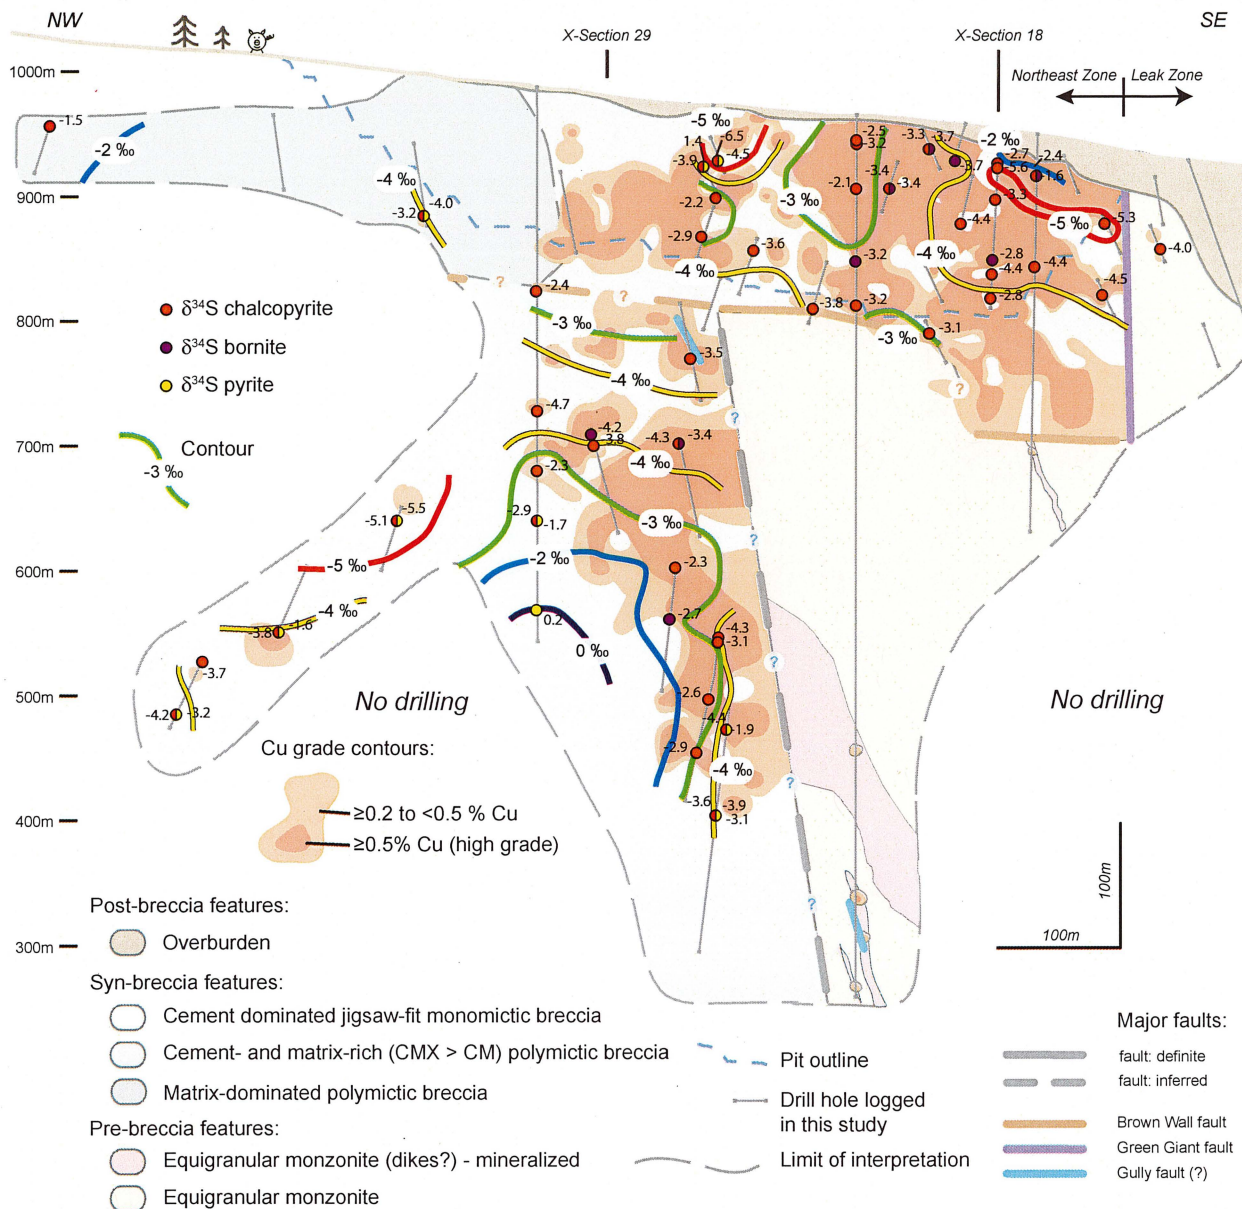 NW
SE
X-Section 29
X-Section 18
Northeast Zone
Leak Zone
1000m
900m
800m
700m
600m
500m
400m
300m
-1.5
-2 ‰
-4 ‰
-4.0
-3.2
-5 ‰
1.4
-6.5
-4.5
-3.9
-2.2
-2.9
-3.6
-4 ‰
-3.8
-3 ‰
-2.5
-3.2
-3.4
-2.1
-3.4
-3.2
-3.2
-3.3
-3.7
-3.7
-2 ‰
-2.7
-5.6
-2.4
-1.6
-3.3
-4.4
-5 ‰
-5.3
-4 ‰
-2.8
-4.4
-4.4
-2.8
-4.5
-4.0
-3 ‰
-3.1
?
?
?
-2.4
-3 ‰
-3.5
-4 ‰
-4.7
-4.2
-3.8
-4.3
-3.4
-4 ‰
-2.3
-2.9
-1.7
-3 ‰
-2 ‰
-2.3
-2.7
0.2
0 ‰
-4.3
-3.1
-2.6
-4.4
-1.9
-2.9
-4 ‰
-3.6
-3.9
-3.1
?
?
?
?
?
-5.5
-5.1
-5 ‰
-4 ‰
-3.8
-1.6
-3.7
-4.2
-3.2
δ34S chalcopyrite
δ34S bornite
δ34S pyrite
Contour
-3 ‰
No drilling
No drilling
Cu grade contours:
≥0.2 to <0.5 % Cu
≥0.5% Cu (high grade)
100m
100m
Post-breccia features:
Overburden
Syn-breccia features:
Cement dominated jigsaw-fit monomictic breccia
Cement- and matrix-rich (CMX > CM) polymictic breccia
Matrix-dominated polymictic breccia
Pre-breccia features:
Equigranular monzonite (dikes?) - mineralized
Equigranular monzonite
Pit outline
Drill hole logged
in this study
Limit of interpretation
Major faults:
fault: definite
fault: inferred
Brown Wall fault
Green Giant fault
Gully fault (?)